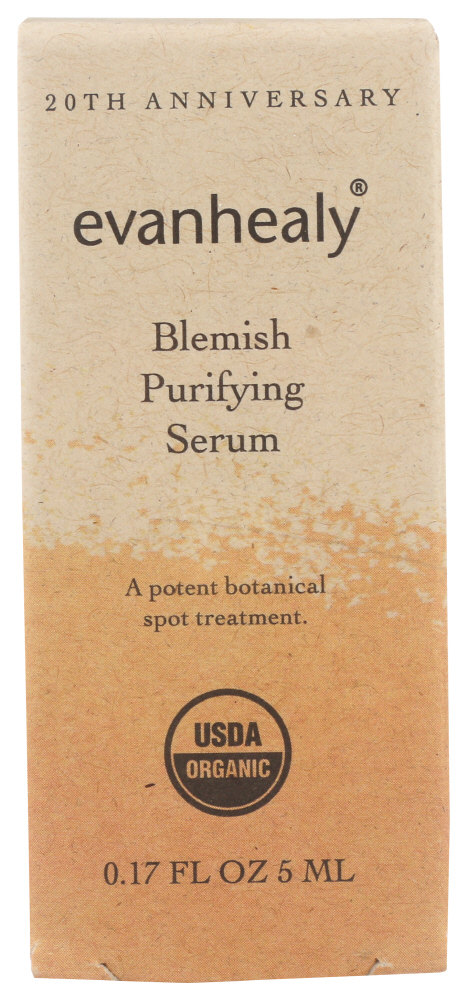 20TH ANNIVERSARY
evanhealy®
Blemish
Purifying
Serum
A potent botanical
spot treatment.
USDA
ORGANIC
0.17 FL OZ 5 ML